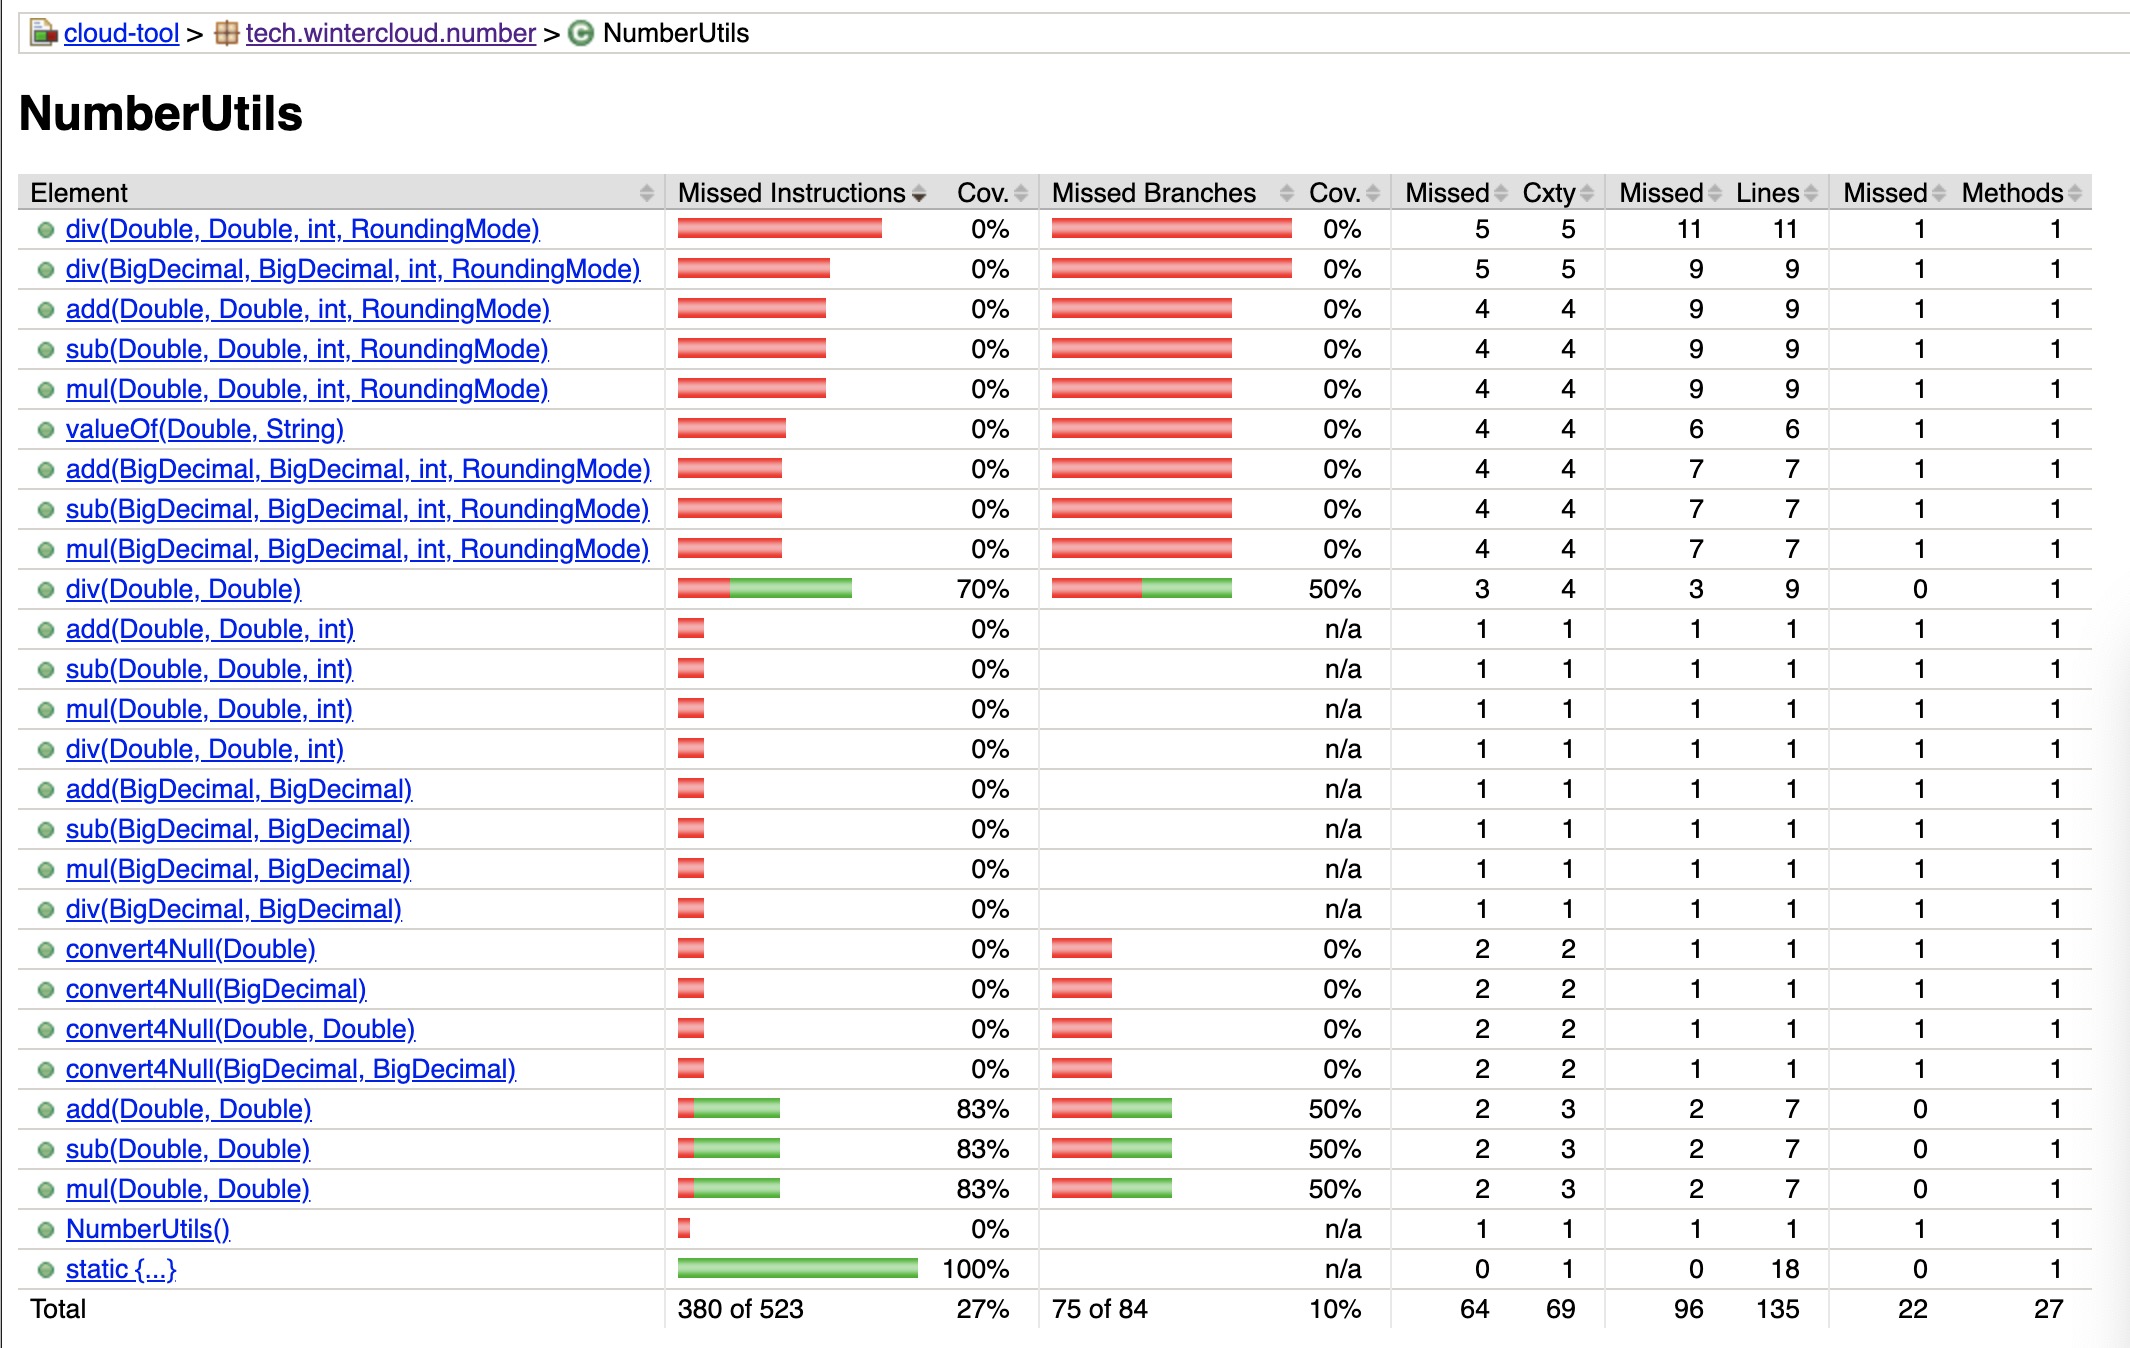 cloud-tool > tech.wintercloud.number > NumberUtils
NumberUtils
Element Missed Instructions Cov. Missed Branches Cov. Missed Cxty Missed Lines Missed Methods
div(Double, Double, int, RoundingMode) 0% 0% 5 5 11 11 1 1
div(BigDecimal, BigDecimal, int, RoundingMode) 0% 0% 5 5 9 9 1 1
add(Double, Double, int, RoundingMode) 0% 0% 4 4 9 9 1 1
sub(Double, Double, int, RoundingMode) 0% 0% 4 4 9 9 1 1
mul(Double, Double, int, RoundingMode) 0% 0% 4 4 9 9 1 1
valueOf(Double, String) 0% 0% 4 4 6 6 1 1
add(BigDecimal, BigDecimal, int, RoundingMode) 0% 0% 4 4 7 7 1 1
sub(BigDecimal, BigDecimal, int, RoundingMode) 0% 0% 4 4 7 7 1 1
mul(BigDecimal, BigDecimal, int, RoundingMode) 0% 0% 4 4 7 7 1 1
div(Double, Double) 70% 50% 3 4 3 9 0 1
add(Double, Double, int) 0% n/a 1 1 1 1 1 1
sub(Double, Double, int) 0% n/a 1 1 1 1 1 1
mul(Double, Double, int) 0% n/a 1 1 1 1 1 1
div(Double, Double, int) 0% n/a 1 1 1 1 1 1
add(BigDecimal, BigDecimal) 0% n/a 1 1 1 1 1 1
sub(BigDecimal, BigDecimal) 0% n/a 1 1 1 1 1 1
mul(BigDecimal, BigDecimal) 0% n/a 1 1 1 1 1 1
div(BigDecimal, BigDecimal) 0% n/a 1 1 1 1 1 1
convert4Null(Double) 0% 0% 2 2 1 1 1 1
convert4Null(BigDecimal) 0% 0% 2 2 1 1 1 1
convert4Null(Double, Double) 0% 0% 2 2 1 1 1 1
convert4Null(BigDecimal, BigDecimal) 0% 0% 2 2 1 1 1 1
add(Double, Double) 83% 50% 2 3 2 7 0 1
sub(Double, Double) 83% 50% 2 3 2 7 0 1
mul(Double, Double) 83% 50% 2 3 2 7 0 1
NumberUtils() 0% n/a 1 1 1 1 1 1
static {...} 100% n/a 0 1 0 18 0 1
Total 380 of 523 27% 75 of 84 10% 64 69 96 135 22 27